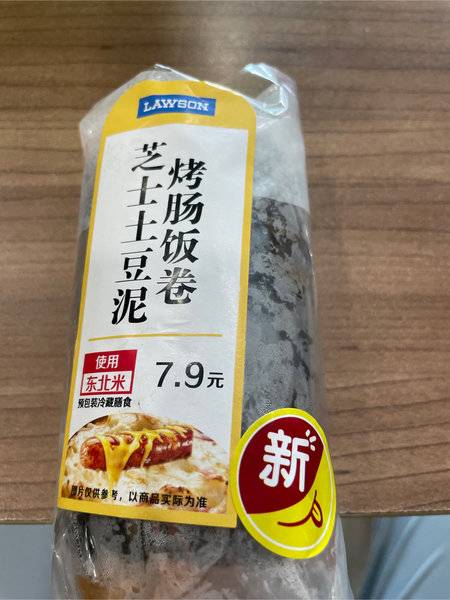 LAWSON
芝士土豆泥
烤肠饭卷
使用
东北米
7.9元
预包装冷藏膳食
图片仅供参考，以商品实际为准
新